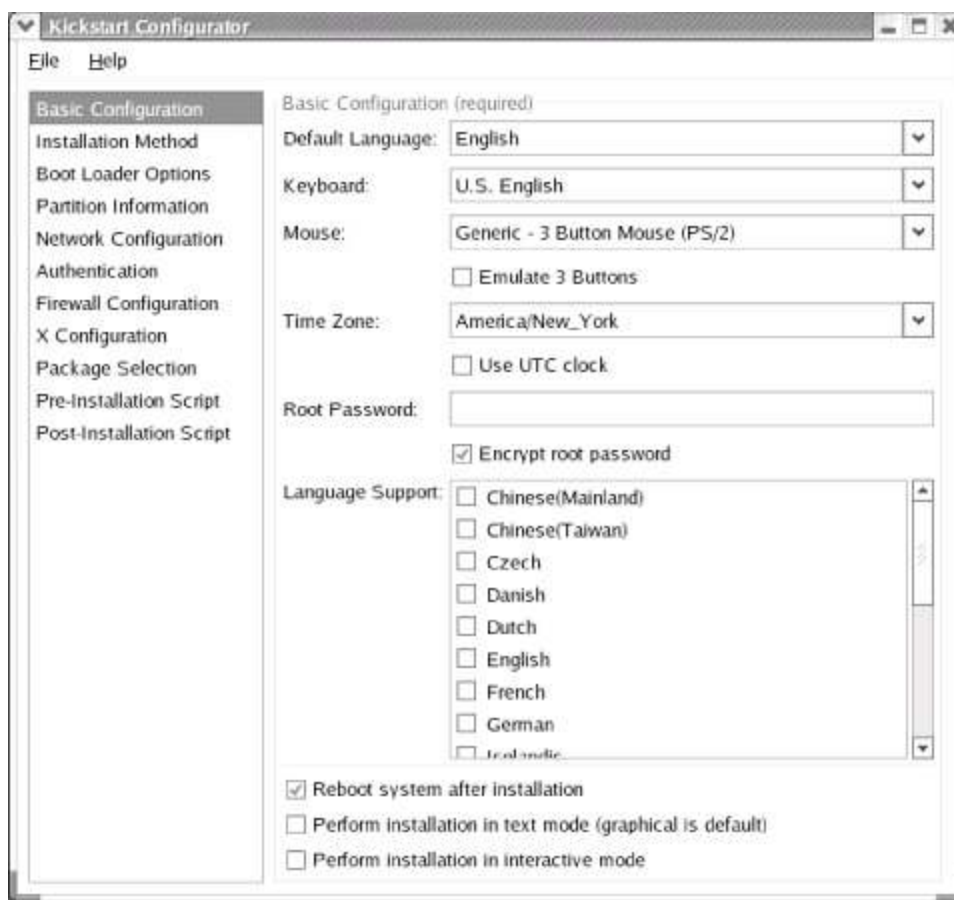 Kickstart Configurator
File Help
Basic Configuration
Installation Method
Boot Loader Options
Partition Information
Network Configuration
Authentication
Firewall Configuration
X Configuration
Package Selection
Pre-Installation Script
Post-Installation Script
Basic Configuration (required)
Default Language: English
Keyboard: U.S. English
Mouse: Generic - 3 Button Mouse (PS/2)
Emulate 3 Buttons
Time Zone: America/New_York
Use UTC clock
Root Password:
Encrypt root password
Language Support: Chinese(Mainland)
Chinese(Taiwan)
Czech
Danish
Dutch
English
French
German
Icelandic
Reboot system after installation
Perform installation in text mode (graphical is default)
Perform installation in interactive mode